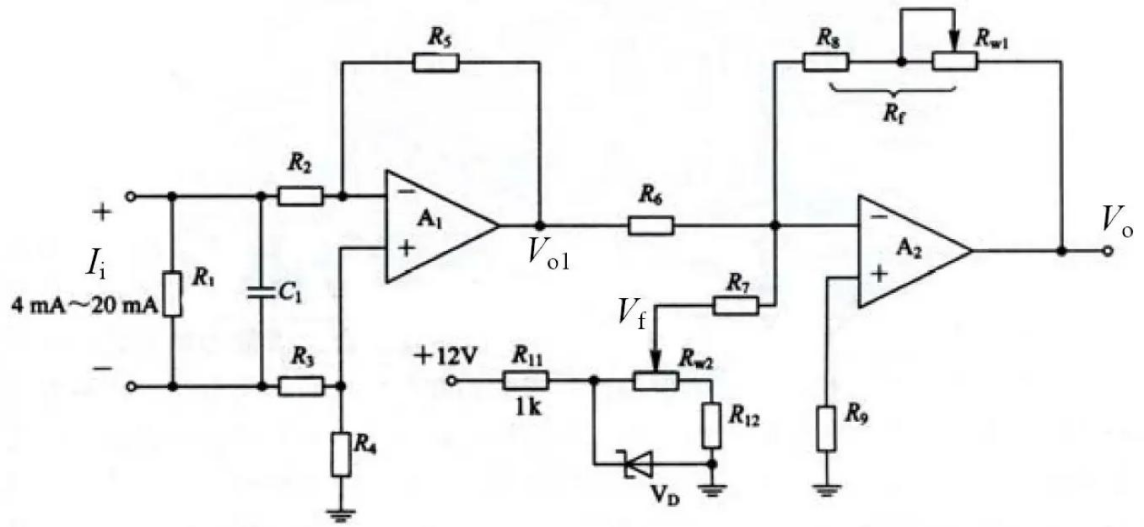 R5
R8
Rw1
Rf
R2
R6
+
−
A1
+
Vo1
−
A2
+
Vo
Ii
4 mA～20 mA
R1
C1
R7
Vf
−
R3
+12V
R11
1k
Rw2
R12
R4
VD
R9